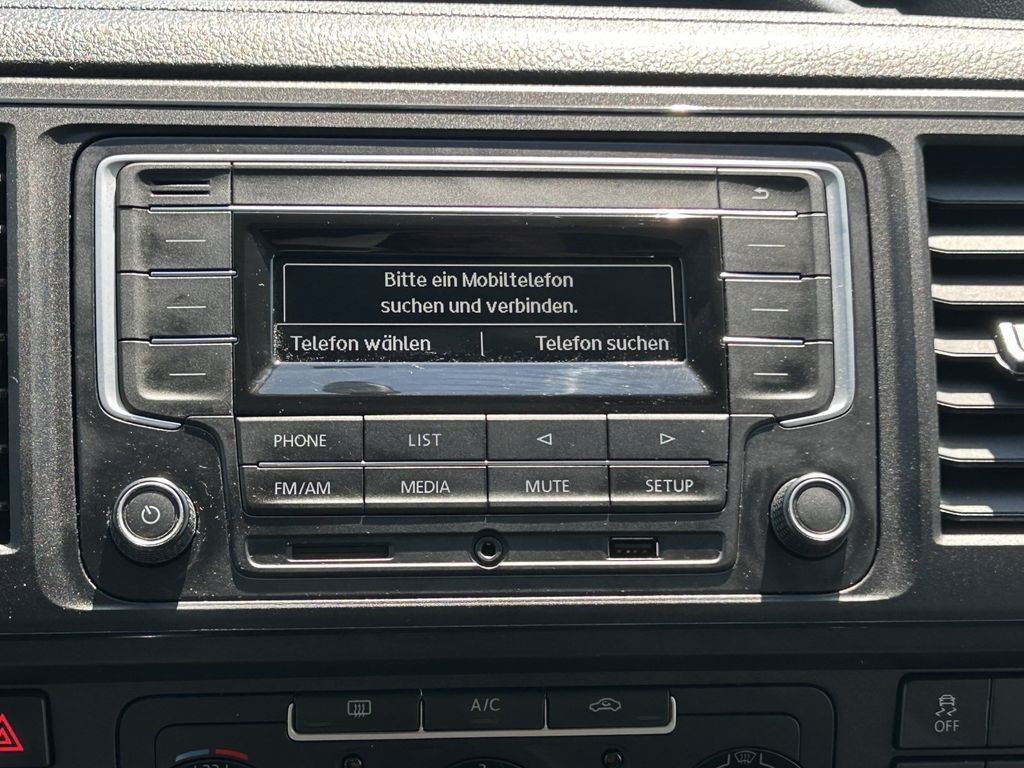 Bitte ein Mobiltelefon
suchen und verbinden.
Telefon wählen | Telefon suchen
PHONE LIST
FM/AM MEDIA MUTE SETUP
A/C
OFF